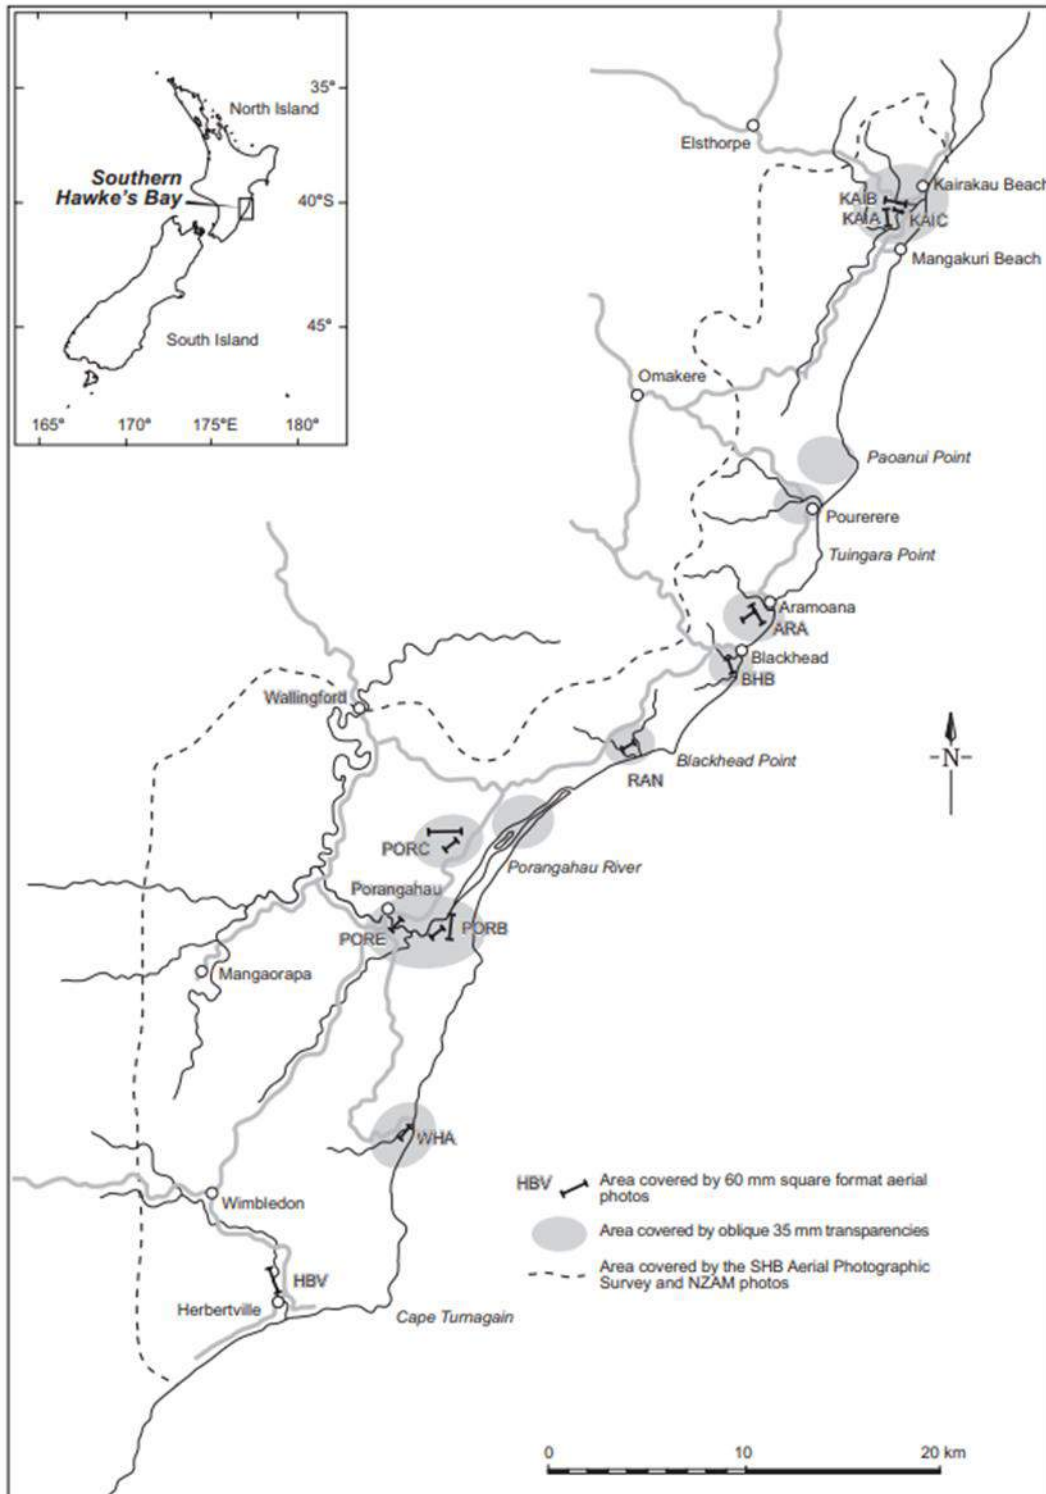 35°
North Island
Southern
Hawke's Bay
40°S
45°
South Island
165°
170°
175°E
180°
Elsthorpe
Kairakau Beach
KAIB
KAIA
KAIC
Mangakuri Beach
Omakere
Paoanui Point
Pourerere
Tuingara Point
Aramoana
ARA
Blackhead
BHB
Wallingford
Blackhead Point
-N-
RAN
PORC
Porangahau River
Porangahau
PORE
PORB
Mangaorapa
WHA
Wimbledon
HBV
Herbertville
Cape Turnagain
HBV
Area covered by 60 mm square format aerial
photos
Area covered by oblique 35 mm transparencies
Area covered by the SHB Aerial Photographic
Survey and NZAM photos
0
10
20 km